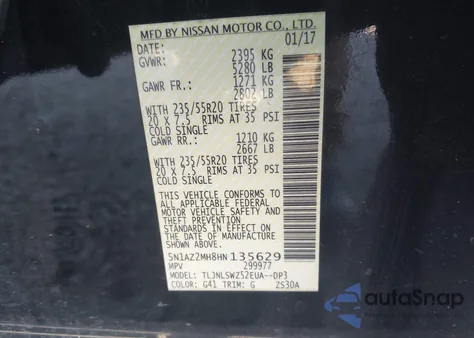 MFD BY NISSAN MOTOR CO., LTD.
DATE: 01/17
GVWR: 2395 KG
5280 LB
GAWR FR.: 1271 KG
2802 LB
WITH 235/55R20 TIRES
20 x 7.5 RIMS AT 35 PSI
COLD SINGLE
GAWR RR.: 1210 KG
2667 LB
WITH 235/55R20 TIRES
20 x 7.5 RIMS AT 35 PSI
COLD SINGLE
THIS VEHICLE CONFORMS TO
ALL APPLICABLE FEDERAL
MOTOR VEHICLE SAFETY AND
THEFT PREVENTION
STANDARDS IN EFFECT ON
THE DATE OF MANUFACTURE
SHOWN ABOVE.
5N1AZ2MH8HN135629
MPV 299977
MODEL TLJNLSWZ52EUA--DP3
COLOR: G41 TRIM: G ZS30A
autoSnap